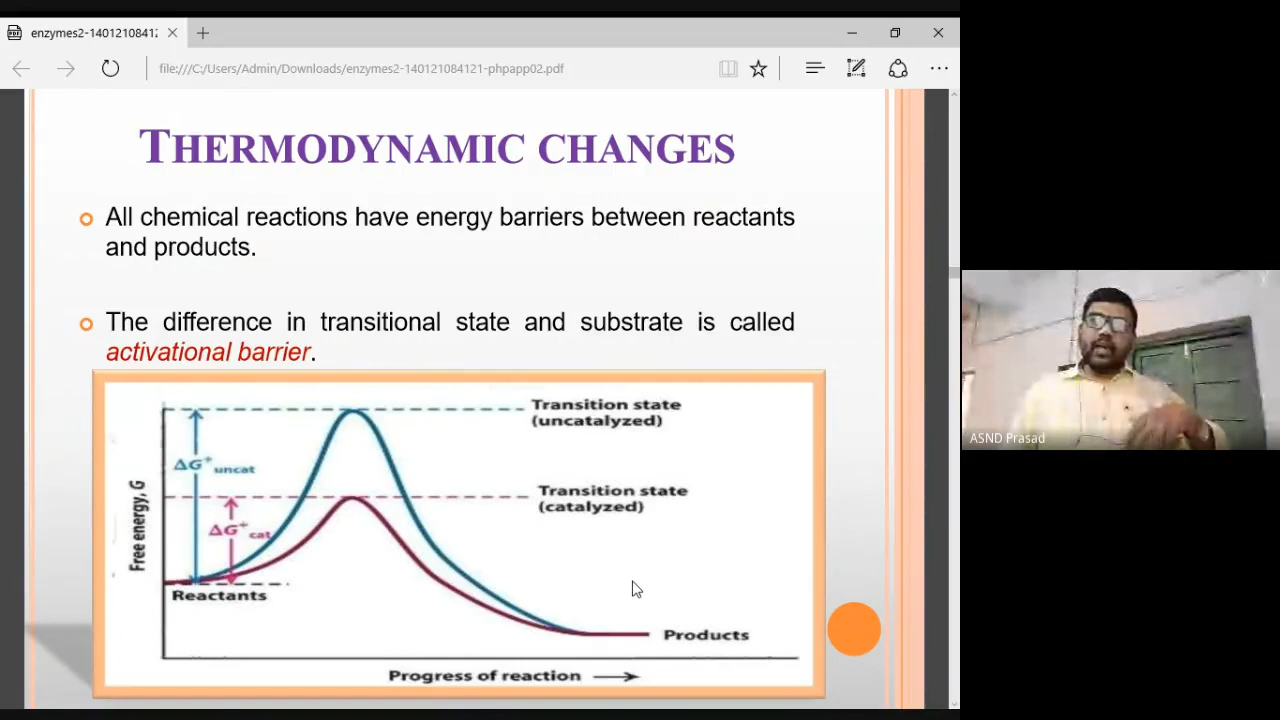 enzymes2-14012108412
file:///C:/Users/Admin/Downloads/enzymes2-140121084121-phpapp02.pdf
THERMODYNAMIC CHANGES
All chemical reactions have energy barriers between reactants
and products.
The difference in transitional state and substrate is called
activational barrier.
Transition state
(uncatalyzed)
ΔG‡uncat
Transition state
(catalyzed)
ΔG‡cat
Free energy, G
Reactants
Products
Progress of reaction
ASND Prasad